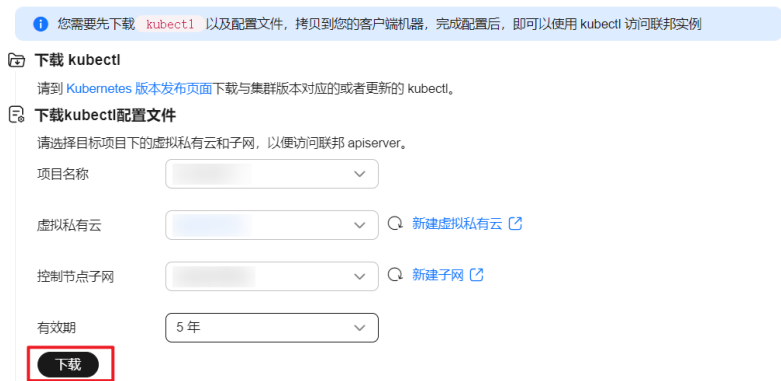 您需要先下载 kubectl 以及配置文件，拷贝到您的客户端机器，完成配置后，即可以使用 kubectl 访问联邦实例
下载 kubectl
请到 Kubernetes 版本发布页面下载与集群版本对应的或者更新的 kubectl。
下载kubectl配置文件
请选择目标项目下的虚拟私有云和子网，以便访问联邦 apiserver。
项目名称
虚拟私有云 新建虚拟私有云
控制节点子网 新建子网
有效期 5 年
下载